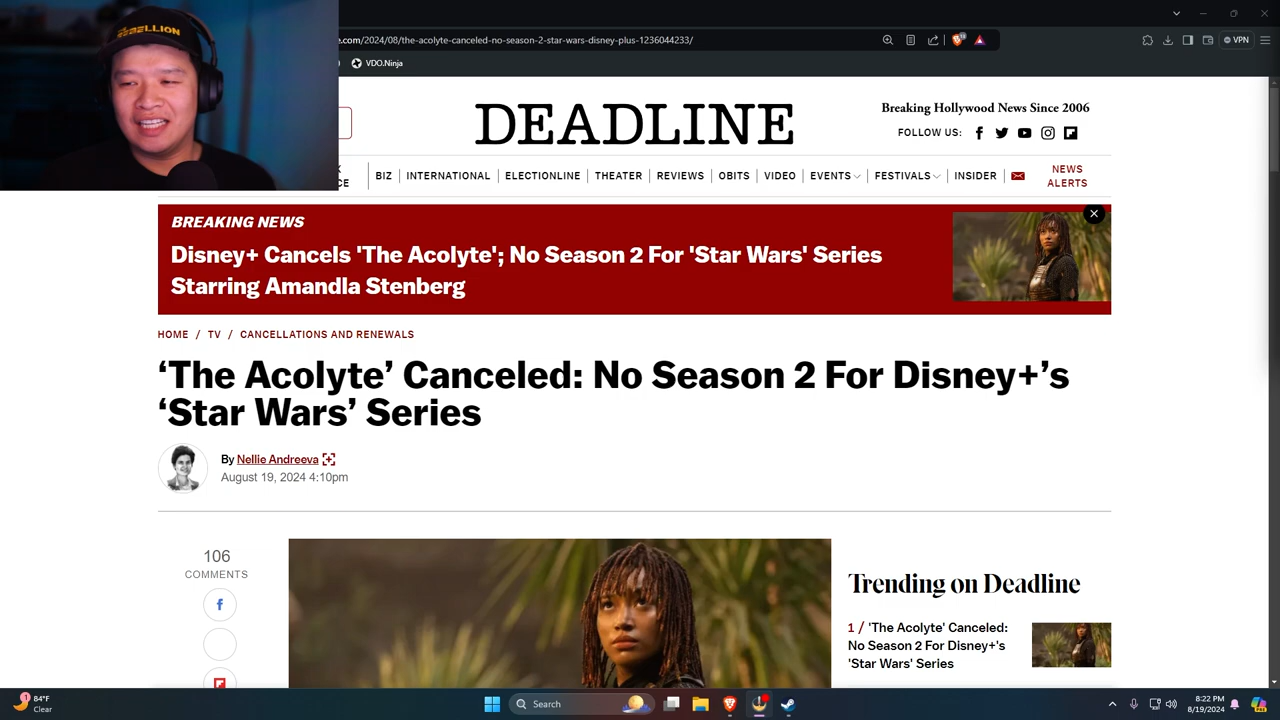 REBELLION
e.com/2024/08/the-acolyte-canceled-no-season-2-star-wars-disney-plus-1236044233/
VPN
VDO.Ninja
DEADLINE
Breaking Hollywood News Since 2006
FOLLOW US:
BIZ
INTERNATIONAL
ELECTIONLINE
THEATER
REVIEWS
OBITS
VIDEO
EVENTS
FESTIVALS
INSIDER
NEWS
ALERTS
BREAKING NEWS
Disney+ Cancels 'The Acolyte'; No Season 2 For 'Star Wars' Series
Starring Amandla Stenberg
HOME / TV / CANCELLATIONS AND RENEWALS
‘The Acolyte’ Canceled: No Season 2 For Disney+’s
‘Star Wars’ Series
By Nellie Andreeva
August 19, 2024 4:10pm
106
COMMENTS
Trending on Deadline
1 / 'The Acolyte' Canceled:
No Season 2 For Disney+'s
'Star Wars' Series
84°F
Clear
Search
8:22 PM
8/19/2024